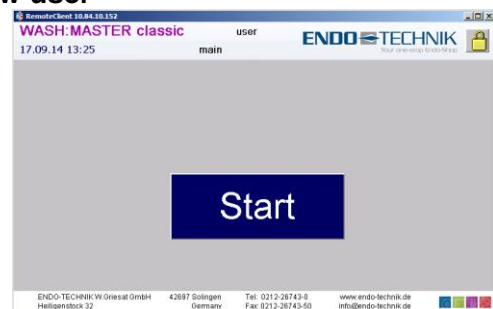 w user
RemoteClient 10.84.10.152
WASH:MASTER classic user
ENDO TECHNIK
Your one-stop Endo-Shop
17.09.14 13:25 main
Start
ENDO-TECHNIK W.Griesat GmbH 42697 Solingen Tel: 0212-26743-0 www.endo-technik.de
Heiligenstock 32 Germany Fax: 0212-26743-50 info@endo-technik.de